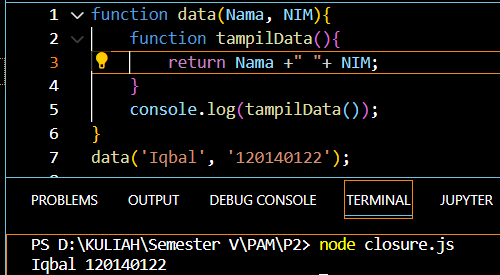 1 function data(Nama, NIM){
2 function tampilData(){
3 return Nama +" "+ NIM;
4 }
5 console.log(tampilData());
6 }
7 data('Iqbal', '120140122');
PROBLEMS OUTPUT DEBUG CONSOLE TERMINAL JUPYTER
PS D:\KULIAH\Semester V\PAM\P2> node closure.js
Iqbal 120140122